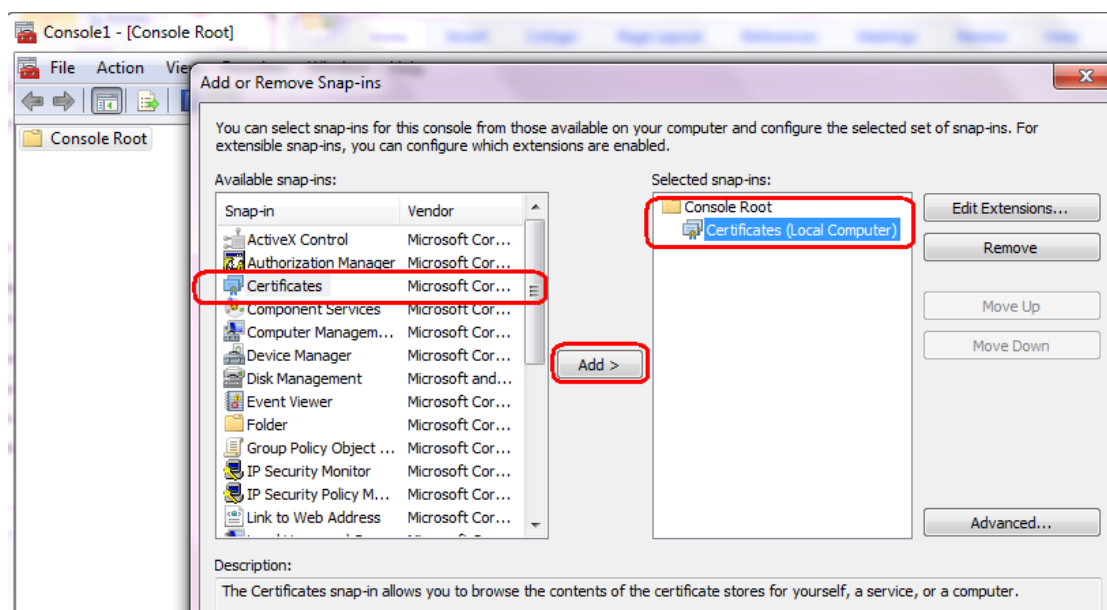 Console1 - [Console Root]
File Action
Add or Remove Snap-ins
You can select snap-ins for this console from those available on your computer and configure the selected set of snap-ins. For
extensible snap-ins, you can configure which extensions are enabled.
Console Root
Available snap-ins:
Selected snap-ins:
Snap-in Vendor
ActiveX Control Microsoft Cor...
Authorization Manager Microsoft Cor...
Certificates Microsoft Cor...
Component Services Microsoft Cor...
Computer Managem... Microsoft Cor...
Device Manager Microsoft Cor...
Disk Management Microsoft and...
Event Viewer Microsoft Cor...
Folder Microsoft Cor...
Group Policy Object ... Microsoft Cor...
IP Security Monitor Microsoft Cor...
IP Security Policy M... Microsoft Cor...
Link to Web Address Microsoft Cor...
Add >
Console Root
Certificates (Local Computer)
Edit Extensions...
Remove
Move Up
Move Down
Advanced...
Description:
The Certificates snap-in allows you to browse the contents of the certificate stores for yourself, a service, or a computer.